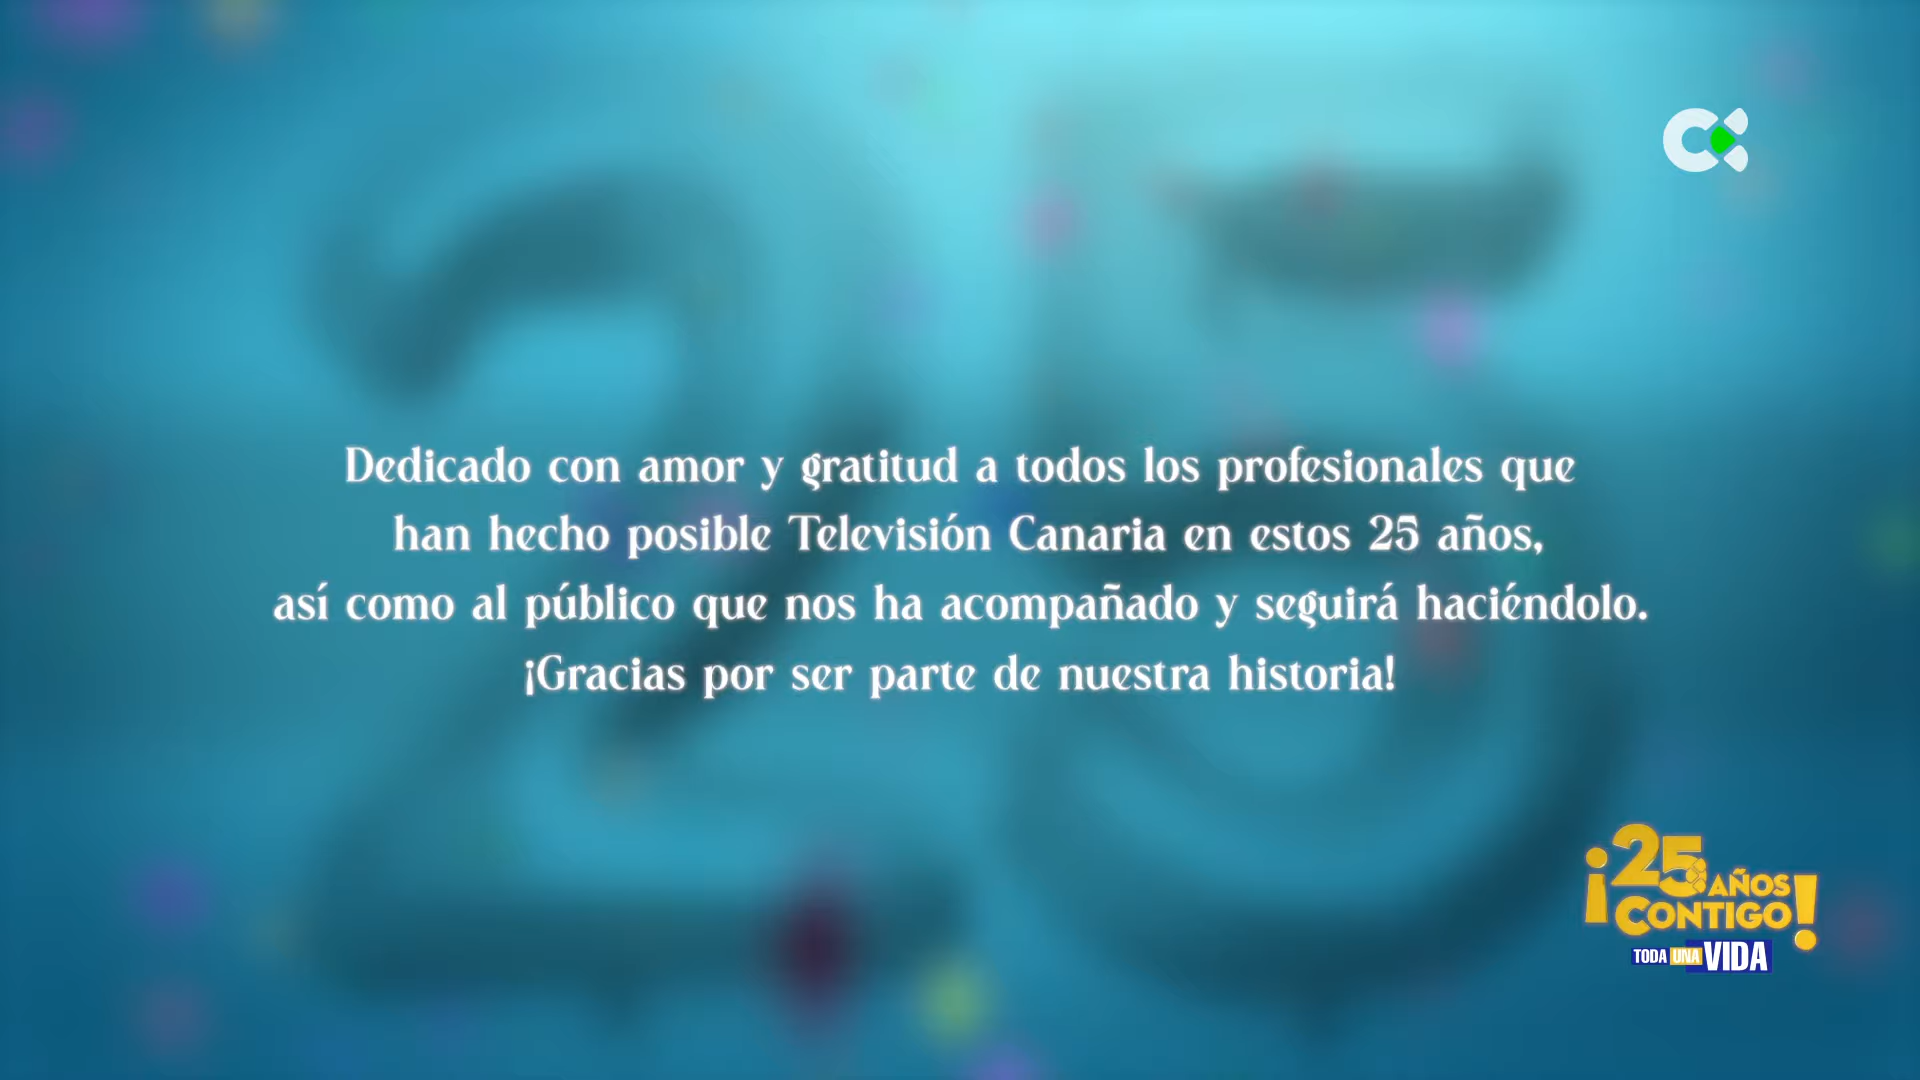 Dedicado con amor y gratitud a todos los profesionales que
han hecho posible Televisión Canaria en estos 25 años,
así como al público que nos ha acompañado y seguirá haciéndolo.
¡Gracias por ser parte de nuestra historia!
¡25 AÑOS
CONTIGO!
TODA UNA VIDA